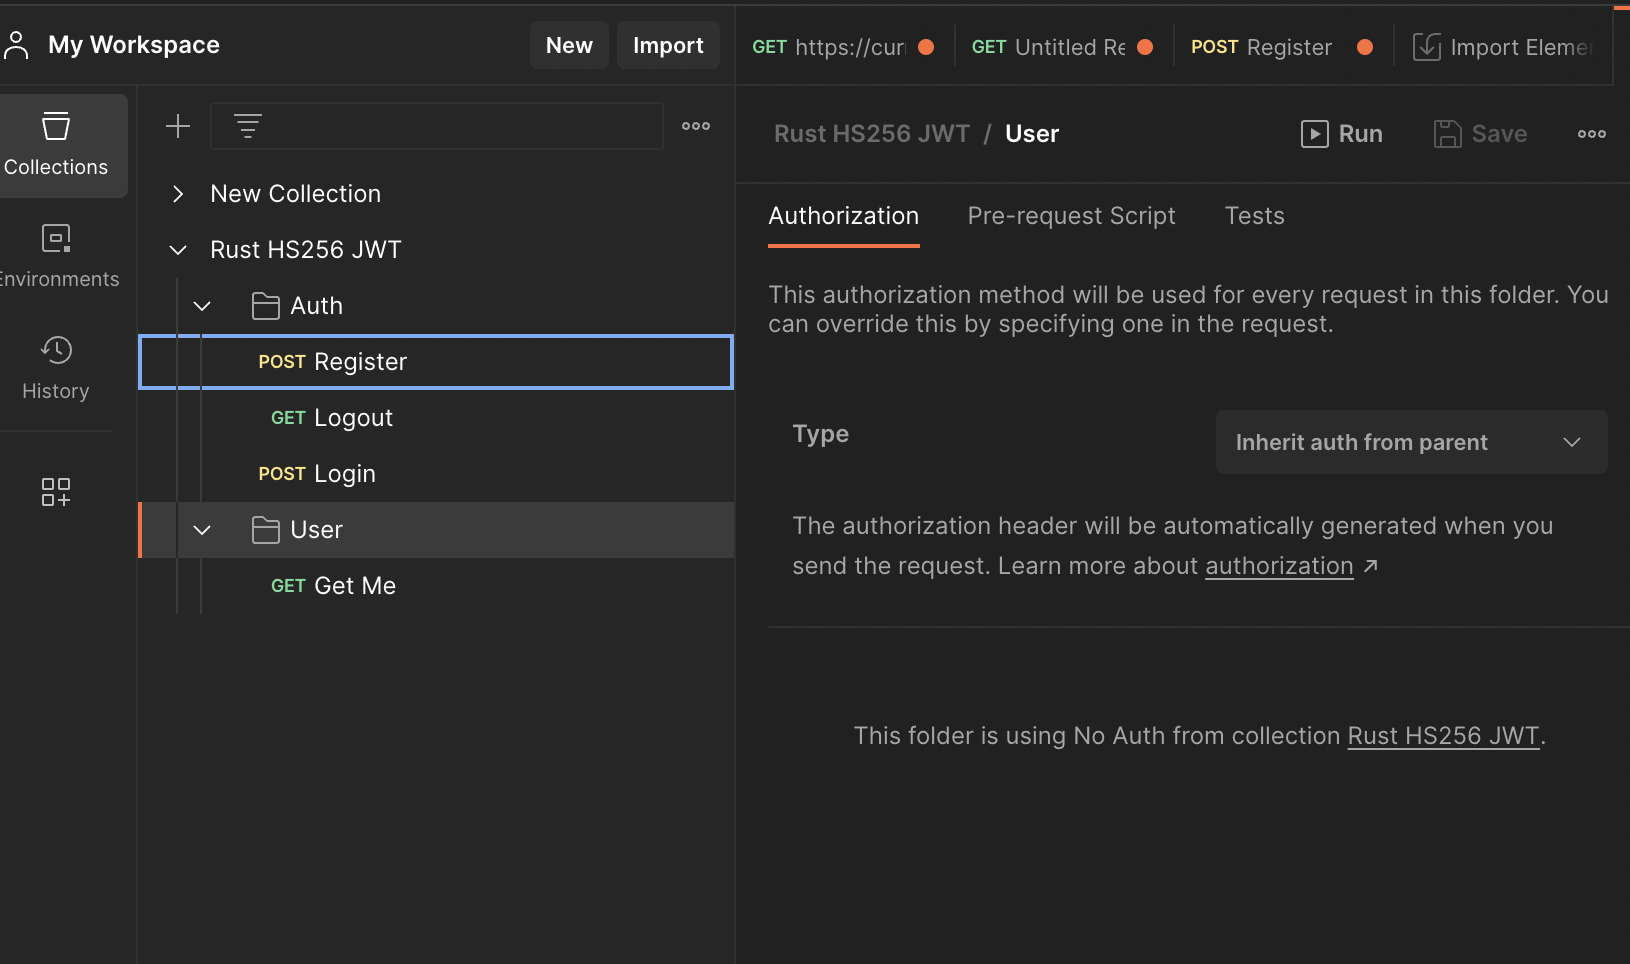 My Workspace
New
Import
GET https://cur
GET Untitled Re
POST Register
Import Eleme
Collections
Environments
History
New Collection
Rust HS256 JWT
Auth
POST Register
GET Logout
POST Login
User
GET Get Me
Rust HS256 JWT / User
Run
Save
Authorization
Pre-request Script
Tests
This authorization method will be used for every request in this folder. You
can override this by specifying one in the request.
Type
Inherit auth from parent
The authorization header will be automatically generated when you
send the request. Learn more about authorization ↗
This folder is using No Auth from collection Rust HS256 JWT.